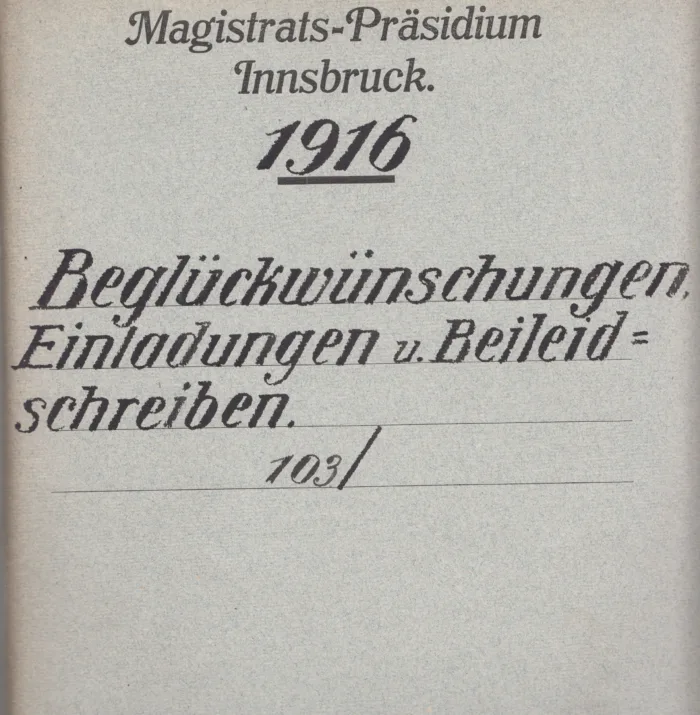 Magistrats-Präsidium
Innsbruck.
1916
Beglückwünschungen,
Einladungen u. Beileid=
schreiben.
103/